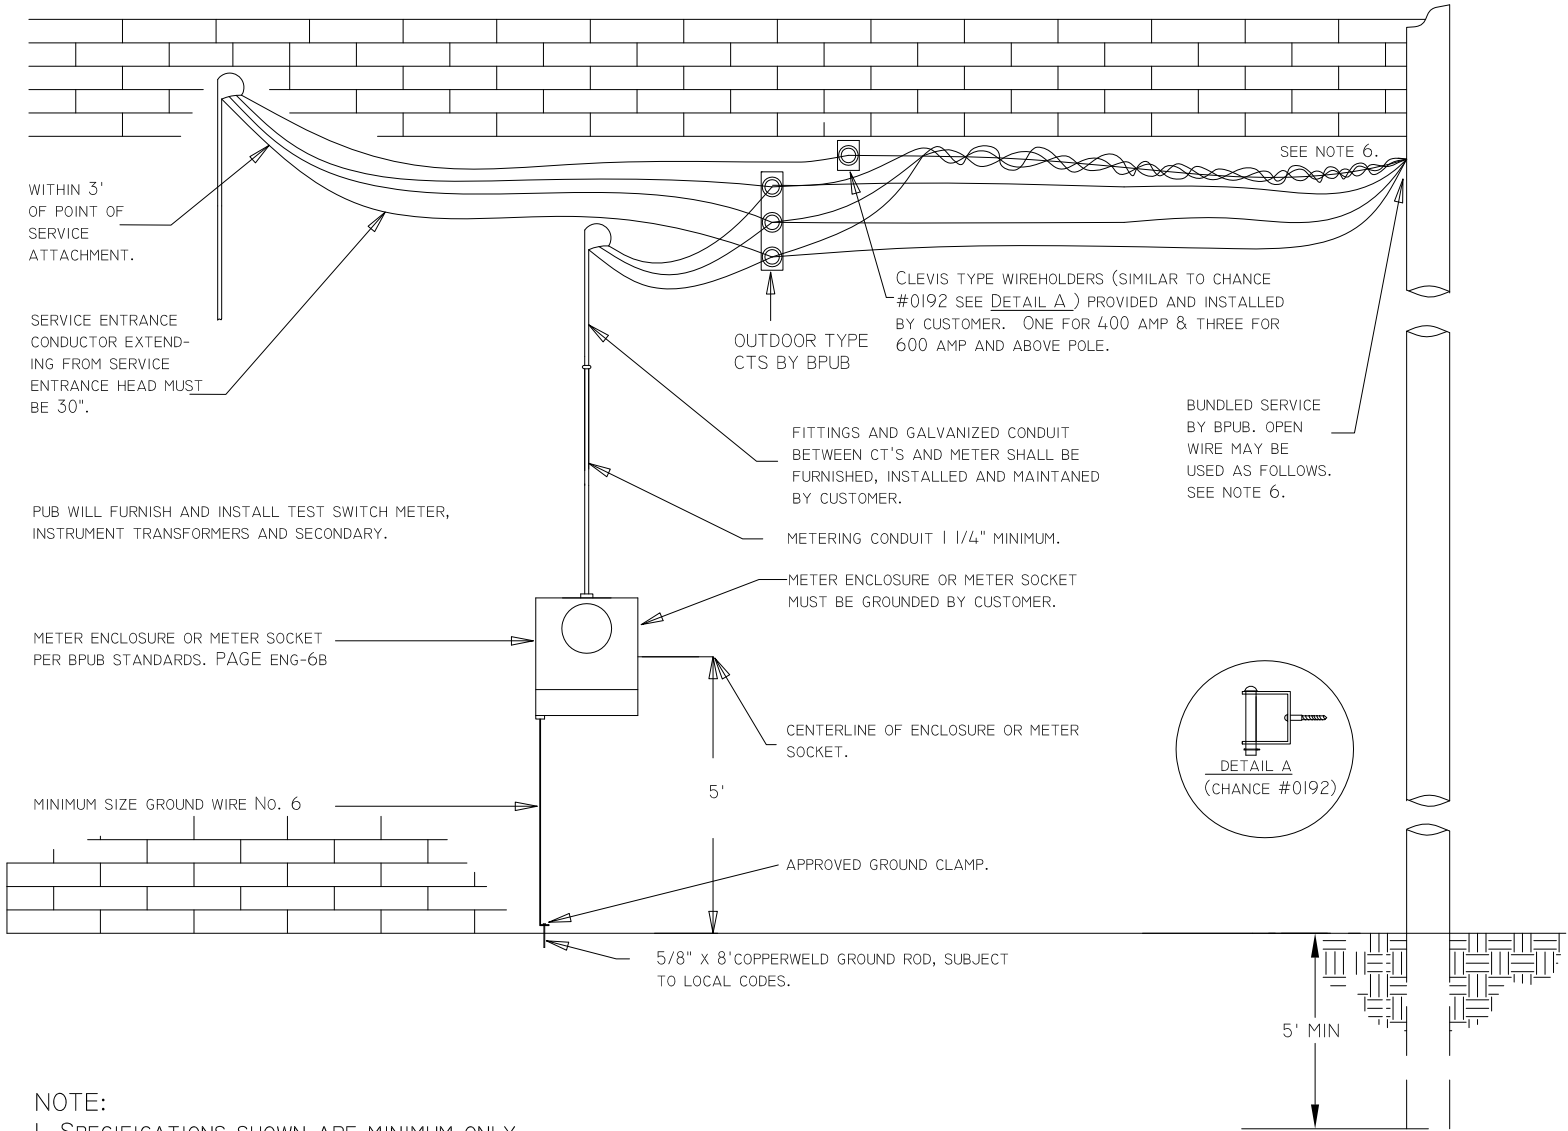 SEE NOTE 6.
WITHIN 3'
OF POINT OF
SERVICE
ATTACHMENT.
SERVICE ENTRANCE
CONDUCTOR EXTEND-
ING FROM SERVICE
ENTRANCE HEAD MUST
BE 30".
OUTDOOR TYPE
CTS BY BPUB
CLEVIS TYPE WIREHOLDERS (SIMILAR TO CHANCE
#0192 SEE DETAIL A ) PROVIDED AND INSTALLED
BY CUSTOMER. ONE FOR 400 AMP & THREE FOR
600 AMP AND ABOVE POLE.
BUNDLED SERVICE
BY BPUB. OPEN
WIRE MAY BE
USED AS FOLLOWS.
SEE NOTE 6.
FITTINGS AND GALVANIZED CONDUIT
BETWEEN CT'S AND METER SHALL BE
FURNISHED, INSTALLED AND MAINTANED
BY CUSTOMER.
PUB WILL FURNISH AND INSTALL TEST SWITCH METER,
INSTRUMENT TRANSFORMERS AND SECONDARY.
METERING CONDUIT 1 1/4" MINIMUM.
METER ENCLOSURE OR METER SOCKET
MUST BE GROUNDED BY CUSTOMER.
METER ENCLOSURE OR METER SOCKET
PER BPUB STANDARDS. PAGE ENG-6B
CENTERLINE OF ENCLOSURE OR METER
SOCKET.
DETAIL A
(CHANCE #0192)
5'
MINIMUM SIZE GROUND WIRE NO. 6
APPROVED GROUND CLAMP.
5/8" X 8'COPPERWELD GROUND ROD, SUBJECT
TO LOCAL CODES.
5' MIN
NOTE:
1. SPECIFICATIONS SHOWN ARE MINIMUM ONLY